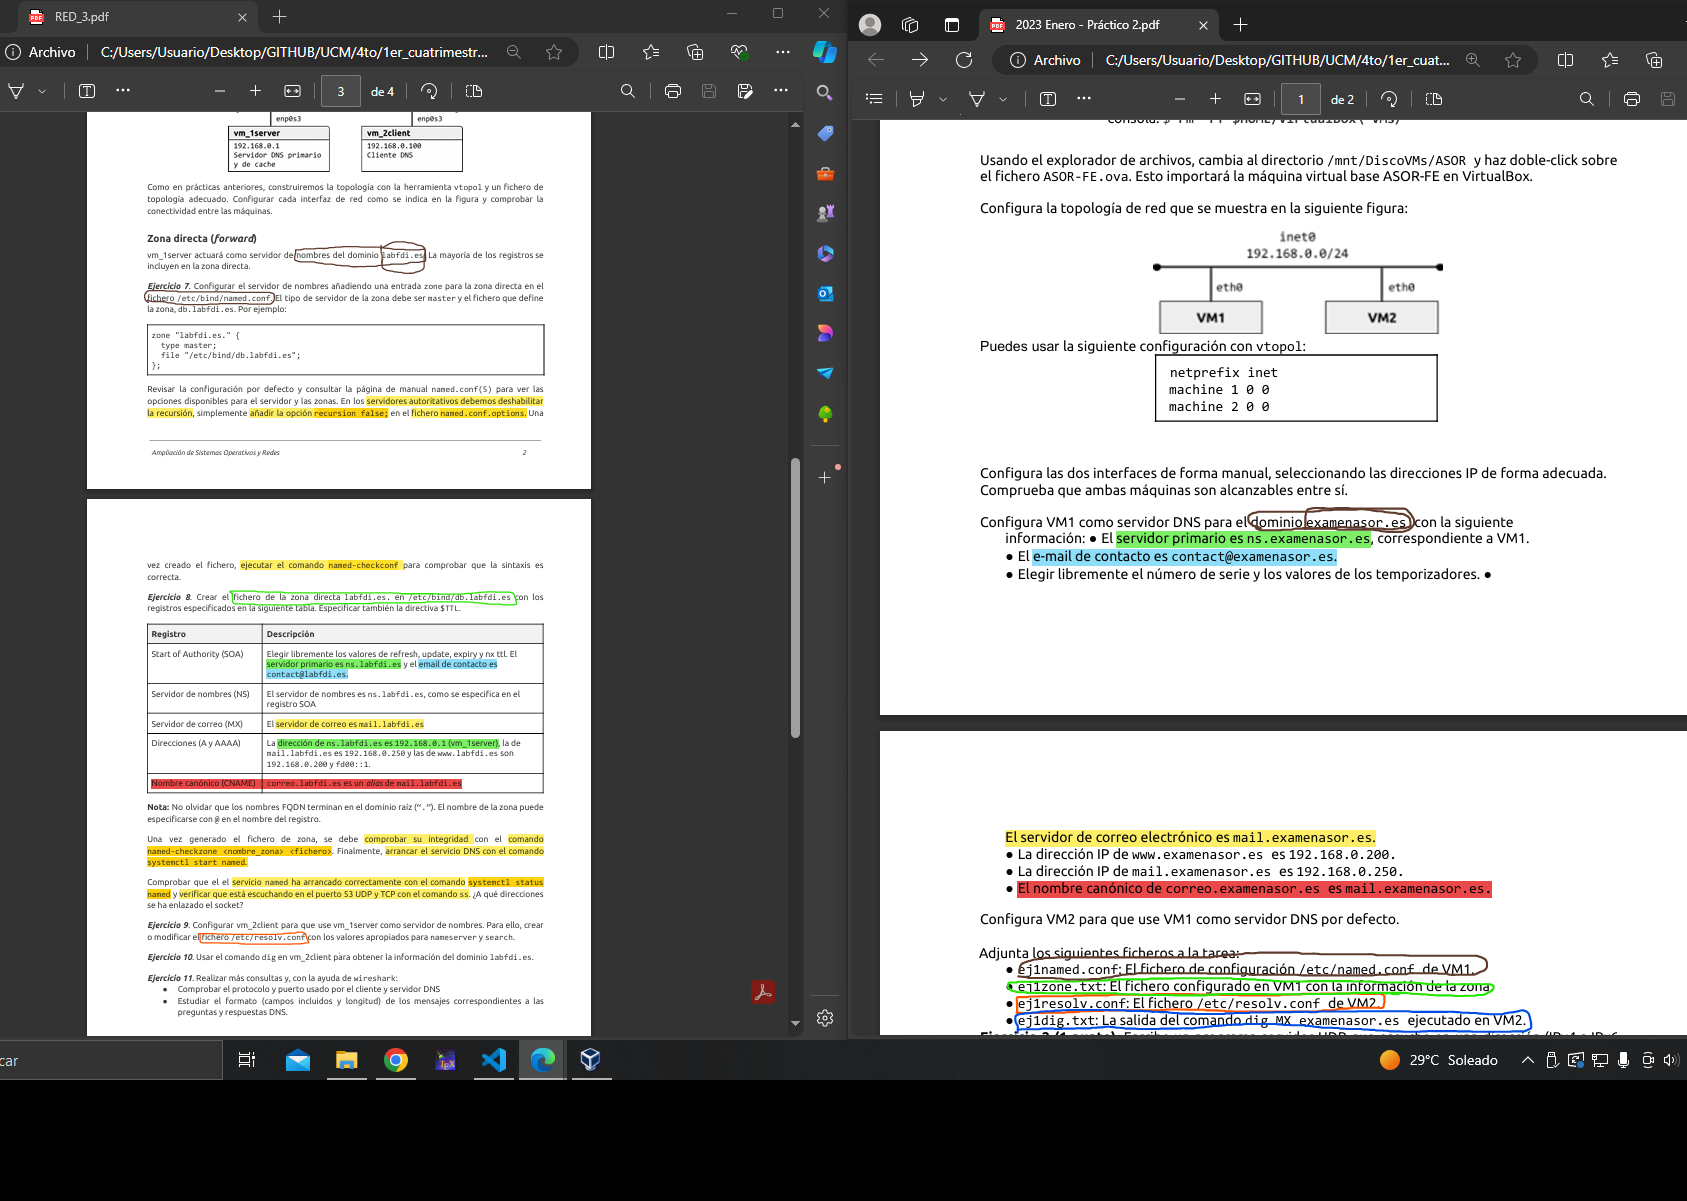 RED_3.pdf
Archivo
C:/Users/Usuario/Desktop/GITHUB/UCM/4to/1er_cuatrimestr...
3
de 4
enp0s3
enp0s3
vm_1server
192.168.0.1
Servidor DNS primario
y de cache
vm_2client
192.168.0.100
Cliente DNS
Como en prácticas anteriores, construiremos la topología con la herramienta vtopol y un fichero de
topología adecuado. Configurar cada interfaz de red como se indica en la figura y comprobar la
conectividad entre las máquinas.
Zona directa (forward)
vm_1server actuará como servidor de nombres del dominio labfdi.es. La mayoría de los registros se
incluyen en la zona directa.
Ejercicio 7. Configurar el servidor de nombres añadiendo una entrada zone para la zona directa en el
fichero /etc/bind/named.conf. El tipo de servidor de la zona debe ser master y el fichero que define
la zona, db.labfdi.es. Por ejemplo:
zone "labfdi.es." {
type master;
file "/etc/bind/db.labfdi.es";
};
Revisar la configuración por defecto y consultar la página de manual named.conf(5) para ver las
opciones disponibles para el servidor y las zonas. En los servidores autoritativos debemos deshabilitar
la recursión, simplemente añadir la opción recursion false; en el fichero named.conf.options. Una
Ampliación de Sistemas Operativos y Redes
2
vez creado el fichero, ejecutar el comando named-checkconf para comprobar que la sintaxis es
correcta.
Ejercicio 8. Crear el fichero de la zona directa labfdi.es. en /etc/bind/db.labfdi.es con los
registros especificados en la siguiente tabla. Especificar también la directiva $TTL.
Registro
Descripción
Start of Authority (SOA)
Elegir libremente los valores de refresh, update, expiry y nx ttl. El
servidor primario es ns.labfdi.es y el email de contacto es
contact@labfdi.es.
Servidor de nombres (NS)
El servidor de nombres es ns.labfdi.es, como se especifica en el
registro SOA
Servidor de correo (MX)
El servidor de correo es mail.labfdi.es
Direcciones (A y AAAA)
La dirección de ns.labfdi.es es 192.168.0.1 (vm_1server), la de
mail.labfdi.es es 192.168.0.250 y las de www.labfdi.es son
192.168.0.200 y fd00::1.
Nombre canónico (CNAME)
correo.labfdi.es es un alias de mail.labfdi.es
Nota: No olvidar que los nombres FQDN terminan en el dominio raíz (“.”). El nombre de la zona puede
especificarse con @ en el nombre del registro.
Una vez generado el fichero de zona, se debe comprobar su integridad con el comando
named-checkzone <nombre_zona> <fichero>. Finalmente, arrancar el servicio DNS con el comando
systemctl start named.
Comprobar que el el servicio named ha arrancado correctamente con el comando systemctl status
named y verificar que está escuchando en el puerto 53 UDP y TCP con el comando ss. ¿A qué direcciones
se ha enlazado el socket?
Ejercicio 9. Configurar vm_2client para que use vm_1server como servidor de nombres. Para ello, crear
o modificar el fichero /etc/resolv.conf con los valores apropiados para nameserver y search.
Ejercicio 10. Usar el comando dig en vm_2client para obtener la información del dominio labfdi.es.
Ejercicio 11. Realizar más consultas y, con la ayuda de wireshark:
● Comprobar el protocolo y puerto usado por el cliente y servidor DNS
● Estudiar el formato (campos incluidos y longitud) de los mensajes correspondientes a las
preguntas y respuestas DNS.
2023 Enero - Práctico 2.pdf
Archivo
C:/Users/Usuario/Desktop/GITHUB/UCM/4to/1er_cuat...
1
de 2
Usando el explorador de archivos, cambia al directorio /mnt/DiscoVMs/ASOR y haz doble-click sobre
el fichero ASOR-FE.ova. Esto importará la máquina virtual base ASOR-FE en VirtualBox.
Configura la topología de red que se muestra en la siguiente figura:
inet0
192.168.0.0/24
eth0
eth0
VM1
VM2
Puedes usar la siguiente configuración con vtopol:
netprefix inet
machine 1 0 0
machine 2 0 0
Configura las dos interfaces de forma manual, seleccionando las direcciones IP de forma adecuada.
Comprueba que ambas máquinas son alcanzables entre sí.
Configura VM1 como servidor DNS para el dominio examenasor.es con la siguiente
información: ● El servidor primario es ns.examenasor.es, correspondiente a VM1.
● El e-mail de contacto es contact@examenasor.es.
● Elegir libremente el número de serie y los valores de los temporizadores. ●
El servidor de correo electrónico es mail.examenasor.es.
● La dirección IP de www.examenasor.es es 192.168.0.200.
● La dirección IP de mail.examenasor.es es 192.168.0.250.
● El nombre canónico de correo.examenasor.es es mail.examenasor.es.
Configura VM2 para que use VM1 como servidor DNS por defecto.
Adjunta los siguientes ficheros a la tarea:
● ej1named.conf: El fichero de configuración /etc/named.conf de VM1.
● ej1zone.txt: El fichero configurado en VM1 con la información de la zona
● ej1resolv.conf: El fichero /etc/resolv.conf de VM2.
● ej1dig.txt: La salida del comando dig MX examenasor.es ejecutado en VM2.
car
29°C Soleado